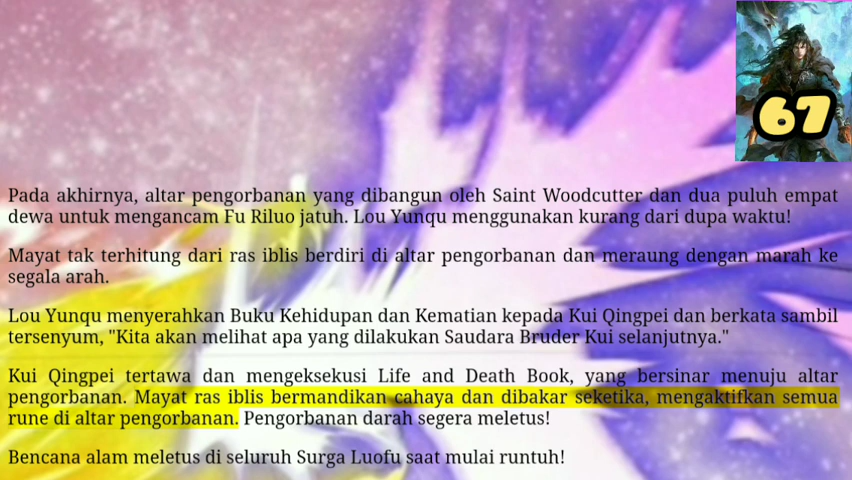 67
Pada akhirnya, altar pengorbanan yang dibangun oleh Saint Woodcutter dan dua puluh empat
dewa untuk mengancam Fu Riluo jatuh. Lou Yunqu menggunakan kurang dari dupa waktu!
Mayat tak terhitung dari ras iblis berdiri di altar pengorbanan dan meraung dengan marah ke
segala arah.
Lou Yunqu menyerahkan Buku Kehidupan dan Kematian kepada Kui Qingpei dan berkata sambil
tersenyum, "Kita akan melihat apa yang dilakukan Saudara Bruder Kui selanjutnya."
Kui Qingpei tertawa dan mengeksekusi Life and Death Book, yang bersinar menuju altar
pengorbanan. Mayat ras iblis bermandikan cahaya dan dibakar seketika, mengaktifkan semua
rune di altar pengorbanan. Pengorbanan darah segera meletus!
Bencana alam meletus di seluruh Surga Luofu saat mulai runtuh!